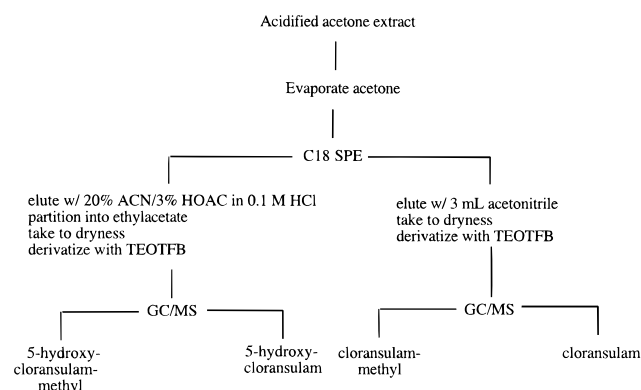 Acidified acetone extract
Evaporate acetone
C18 SPE
elute w/ 20% ACN/3% HOAC in 0.1 M HCl
partition into ethylacetate
take to dryness
derivatize with TEOTFB
elute w/ 3 mL acetonitrile
take to dryness
derivatize with TEOTFB
GC/MS
GC/MS
5-hydroxy-
cloransulam-
methyl
5-hydroxy-
cloransulam
cloransulam-
methyl
cloransulam